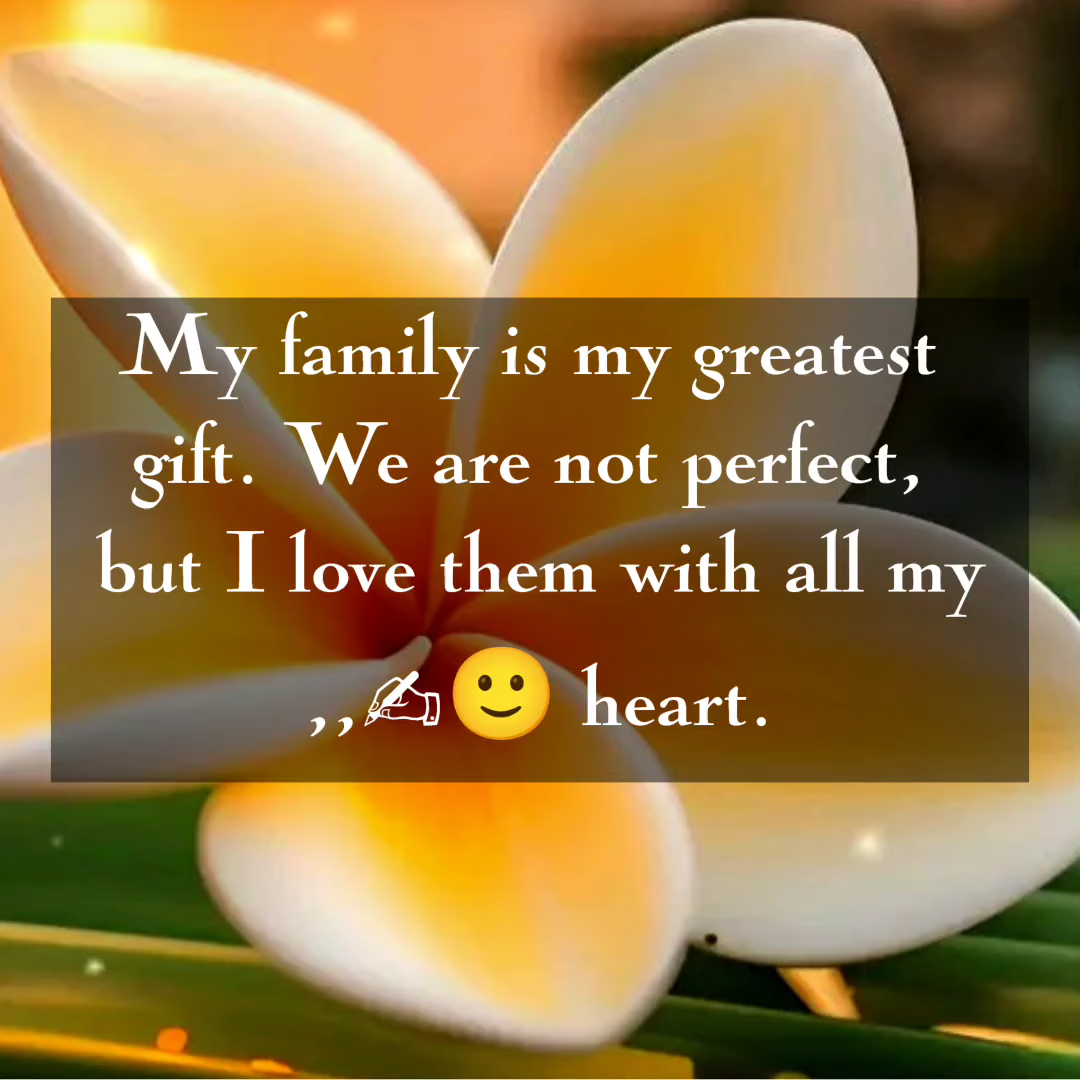 My family is my greatest
gift. We are not perfect,
but I love them with all my
,,✍🙂 heart.